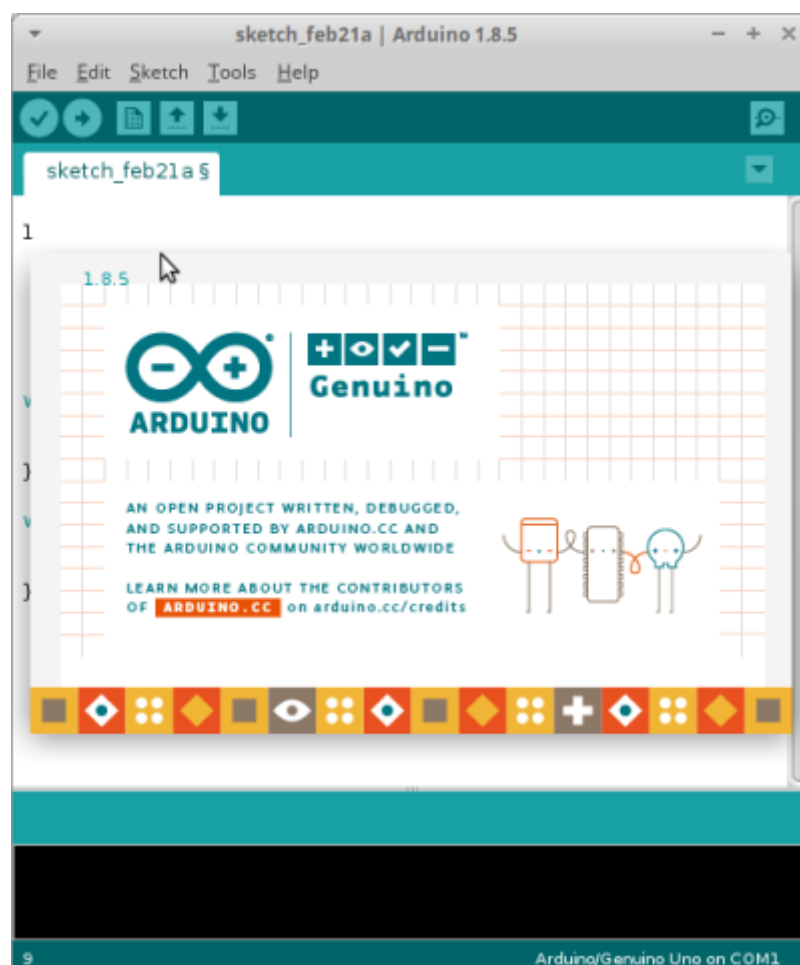 sketch_feb21a | Arduino 1.8.5
File Edit Sketch Tools Help
sketch_feb21a §
l
1.8.5
ARDUINO
Genuino™
v
}
v
}
AN OPEN PROJECT WRITTEN, DEBUGGED,
AND SUPPORTED BY ARDUINO.CC AND
THE ARDUINO COMMUNITY WORLDWIDE
LEARN MORE ABOUT THE CONTRIBUTORS
OF ARDUINO.CC on arduino.cc/credits
9
Arduino/Genuino Uno on COM1